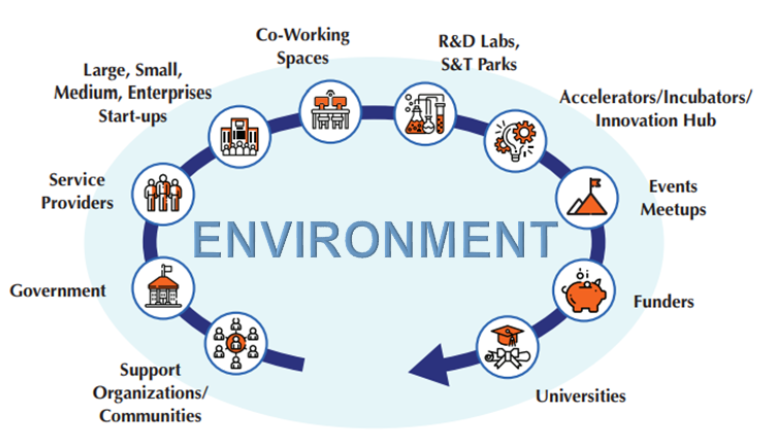 Co-Working
Spaces
R&D Labs,
S&T Parks
Large, Small,
Medium, Enterprises
Start-ups
Accelerators/Incubators/
Innovation Hub
Service
Providers
Events
Meetups
ENVIRONMENT
Government
Funders
Support
Organizations/
Communities
Universities